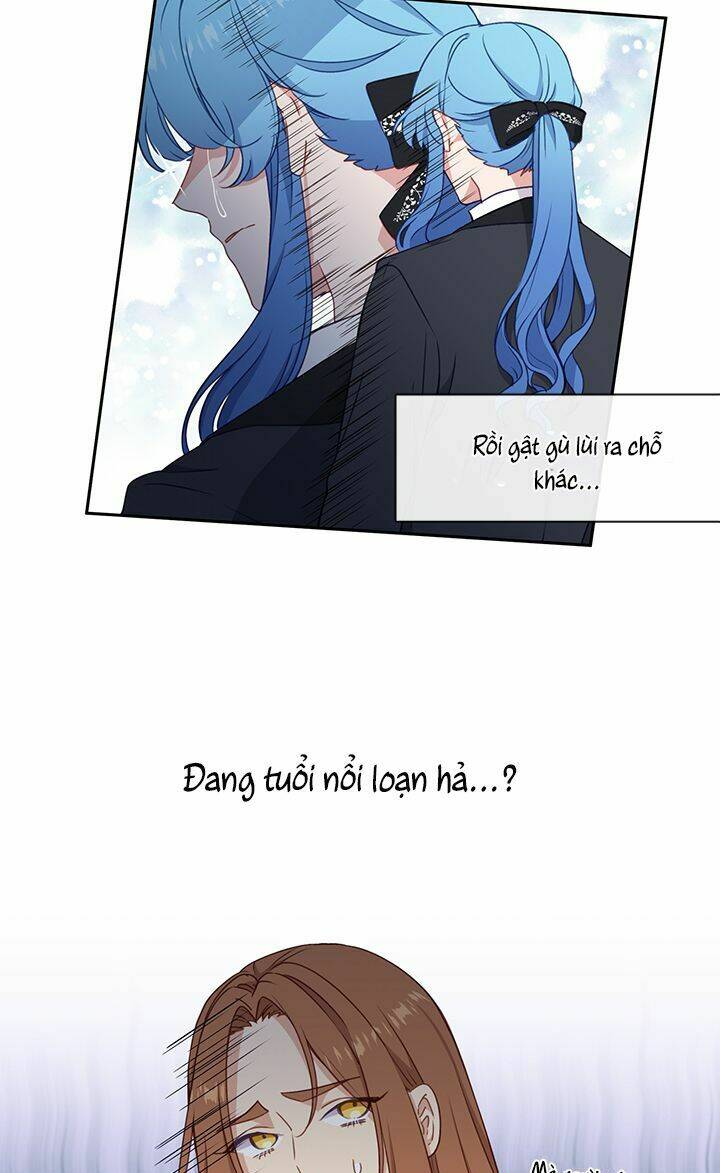 Rồi gật gù lùi ra chỗ
khác...
Đang tuổi nổi loạn hả...?